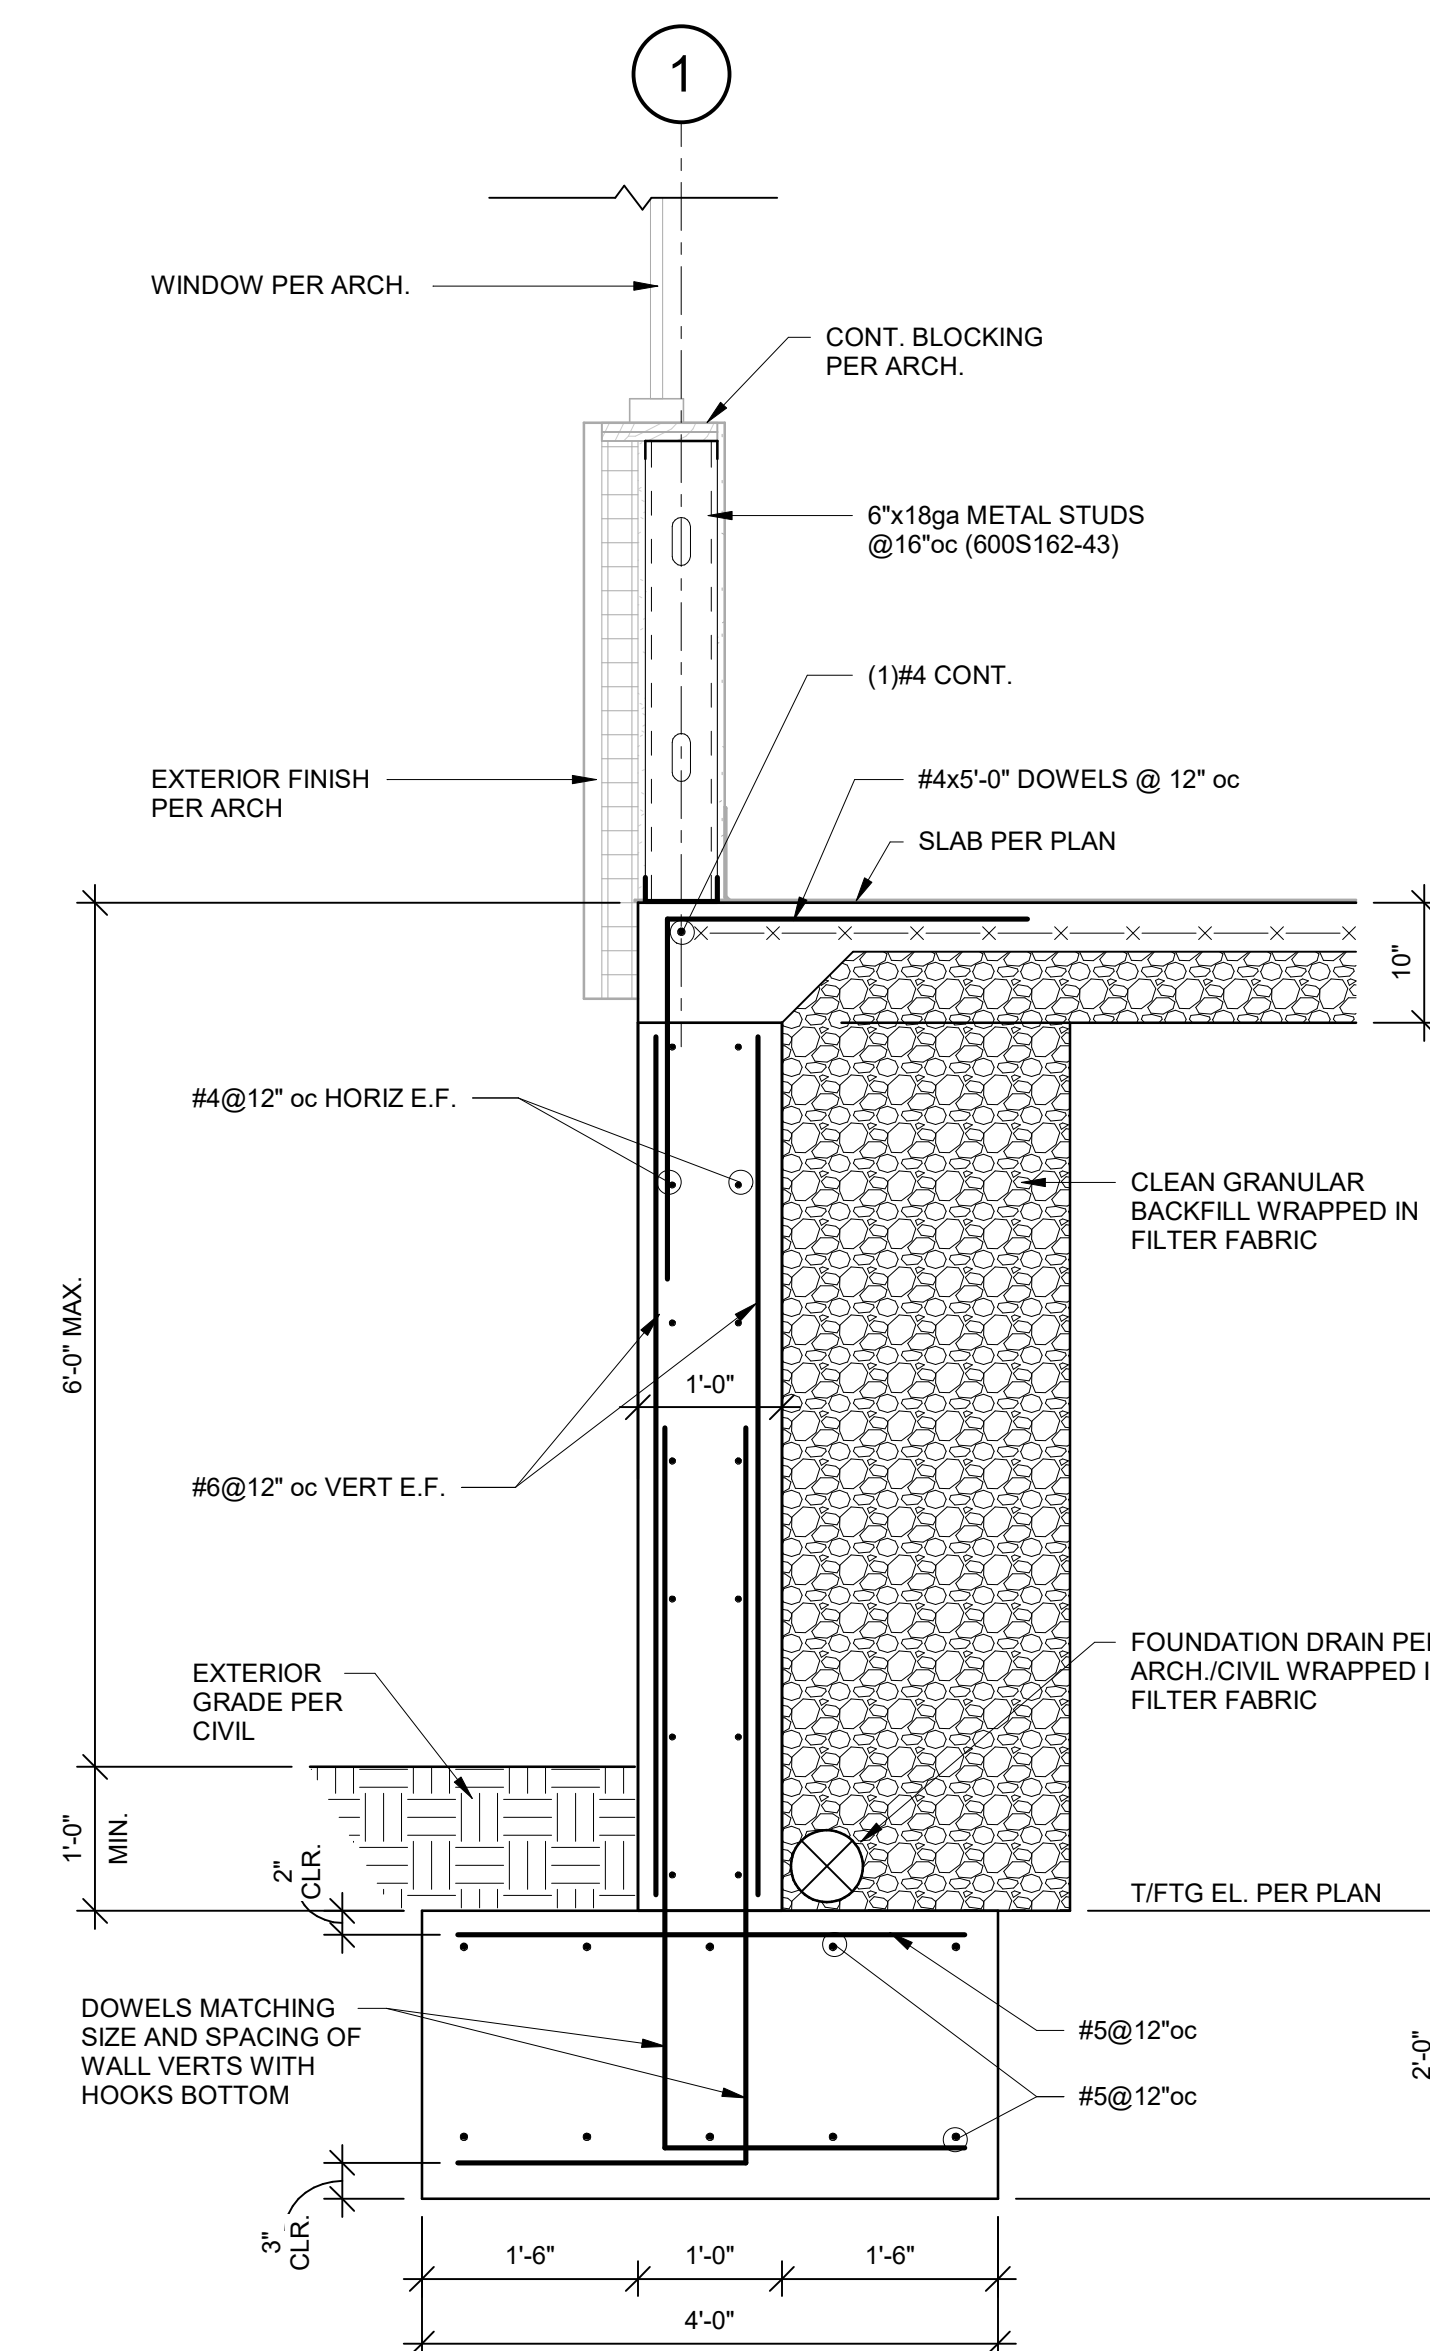 1
WINDOW PER ARCH.
CONT. BLOCKING
PER ARCH.
6"x18ga METAL STUDS
@16"oc (600S162-43)
(1)#4 CONT.
EXTERIOR FINISH
PER ARCH
#4x5'-0" DOWELS @ 12" oc
SLAB PER PLAN
10"
#4@12" oc HORIZ E.F.
CLEAN GRANULAR
BACKFILL WRAPPED IN
FILTER FABRIC
6'-0" MAX.
1'-0"
#6@12" oc VERT E.F.
EXTERIOR
GRADE PER
CIVIL
FOUNDATION DRAIN
ARCH./CIVIL WRAPPED
FILTER FABRIC
1'-0"
MIN.
2"
CLR.
T/FTG EL. PER PLAN
DOWELS MATCHING
SIZE AND SPACING OF
WALL VERTS WITH
HOOKS BOTTOM
#5@12"oc
#5@12"oc
2'-0"
3"
CLR.
1'-6"
1'-0"
1'-6"
4'-0"